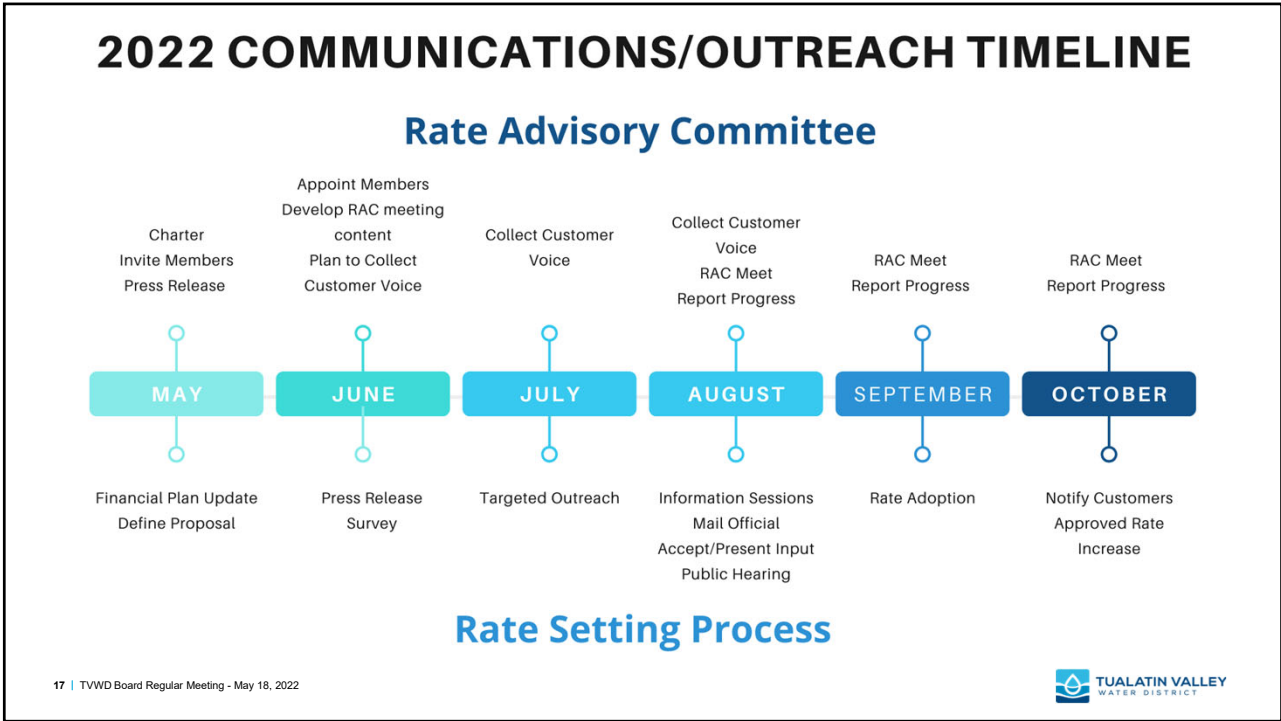 2022 COMMUNICATIONS/OUTREACH TIMELINE
Rate Advisory Committee
Charter
Invite Members
Press Release
Appoint Members
Develop RAC meeting
content
Plan to Collect
Customer Voice
Collect Customer
Voice
Collect Customer
Voice
RAC Meet
Report Progress
RAC Meet
Report Progress
RAC Meet
Report Progress
MAY
JUNE
JULY
AUGUST
SEPTEMBER
OCTOBER
Financial Plan Update
Define Proposal
Press Release
Survey
Targeted Outreach
Information Sessions
Mail Official
Accept/Present Input
Public Hearing
Rate Adoption
Notify Customers
Approved Rate
Increase
Rate Setting Process
17 | TVWD Board Regular Meeting - May 18, 2022
TUALATIN VALLEY
WATER DISTRICT